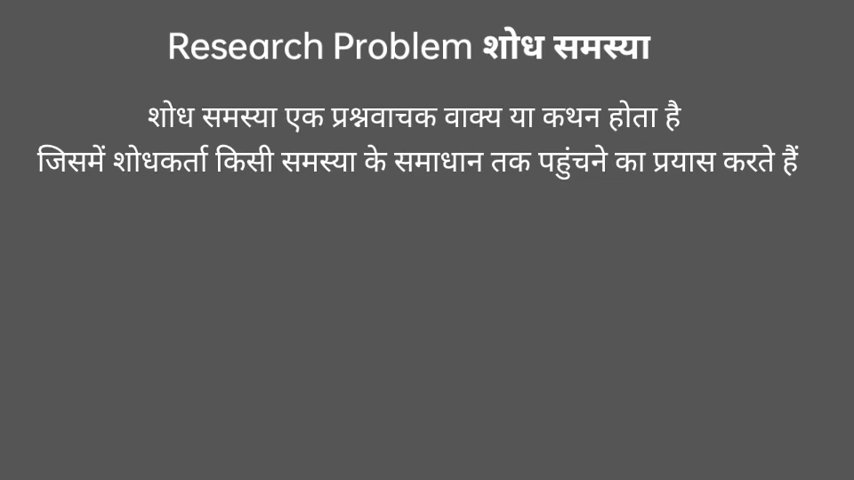 Research Problem शोध समस्या
शोध समस्या एक प्रश्नवाचक वाक्य या कथन होता है
जिसमें शोधकर्ता किसी समस्या के समाधान तक पहुंचने का प्रयास करते हैं